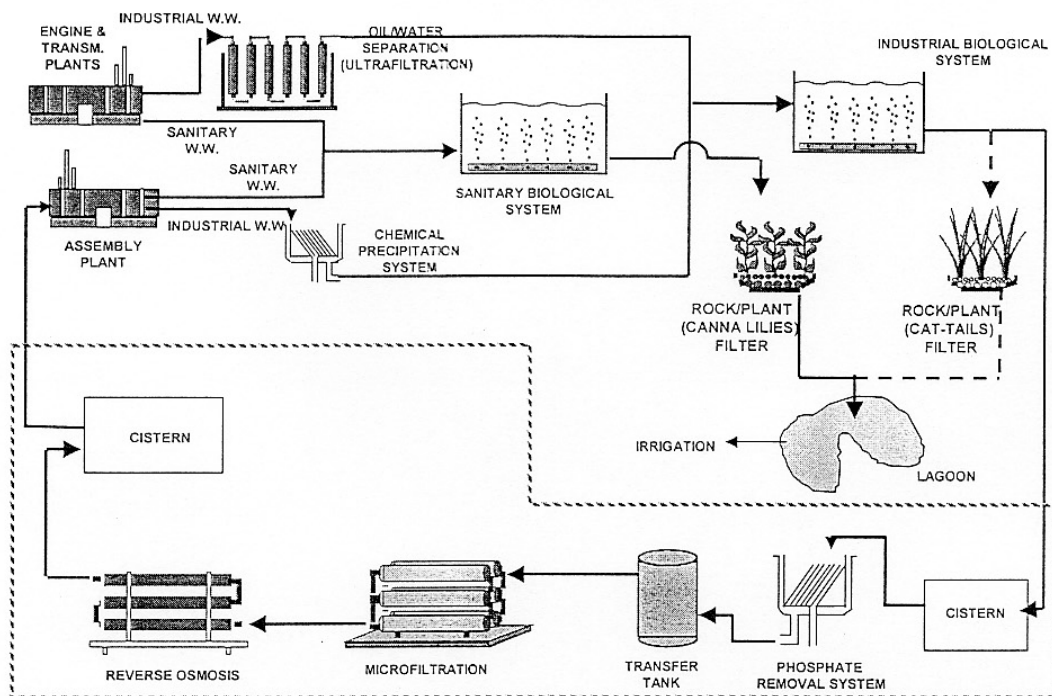 INDUSTRIAL W.W.
ENGINE &
TRANSM.
PLANTS
OIL/WATER
SEPARATION
(ULTRAFILTRATION)
INDUSTRIAL BIOLOGICAL
SYSTEM
SANITARY
W.W.
SANITARY
W.W.
SANITARY BIOLOGICAL
SYSTEM
INDUSTRIAL W.W
ASSEMBLY
PLANT
CHEMICAL
PRECIPITATION
SYSTEM
ROCK/PLANT
(CANNA LILIES)
FILTER
ROCK/PLANT
(CAT-TAILS)
FILTER
CISTERN
IRRIGATION
LAGOON
CISTERN
REVERSE OSMOSIS
MICROFILTRATION
TRANSFER
TANK
PHOSPHATE
REMOVAL SYSTEM